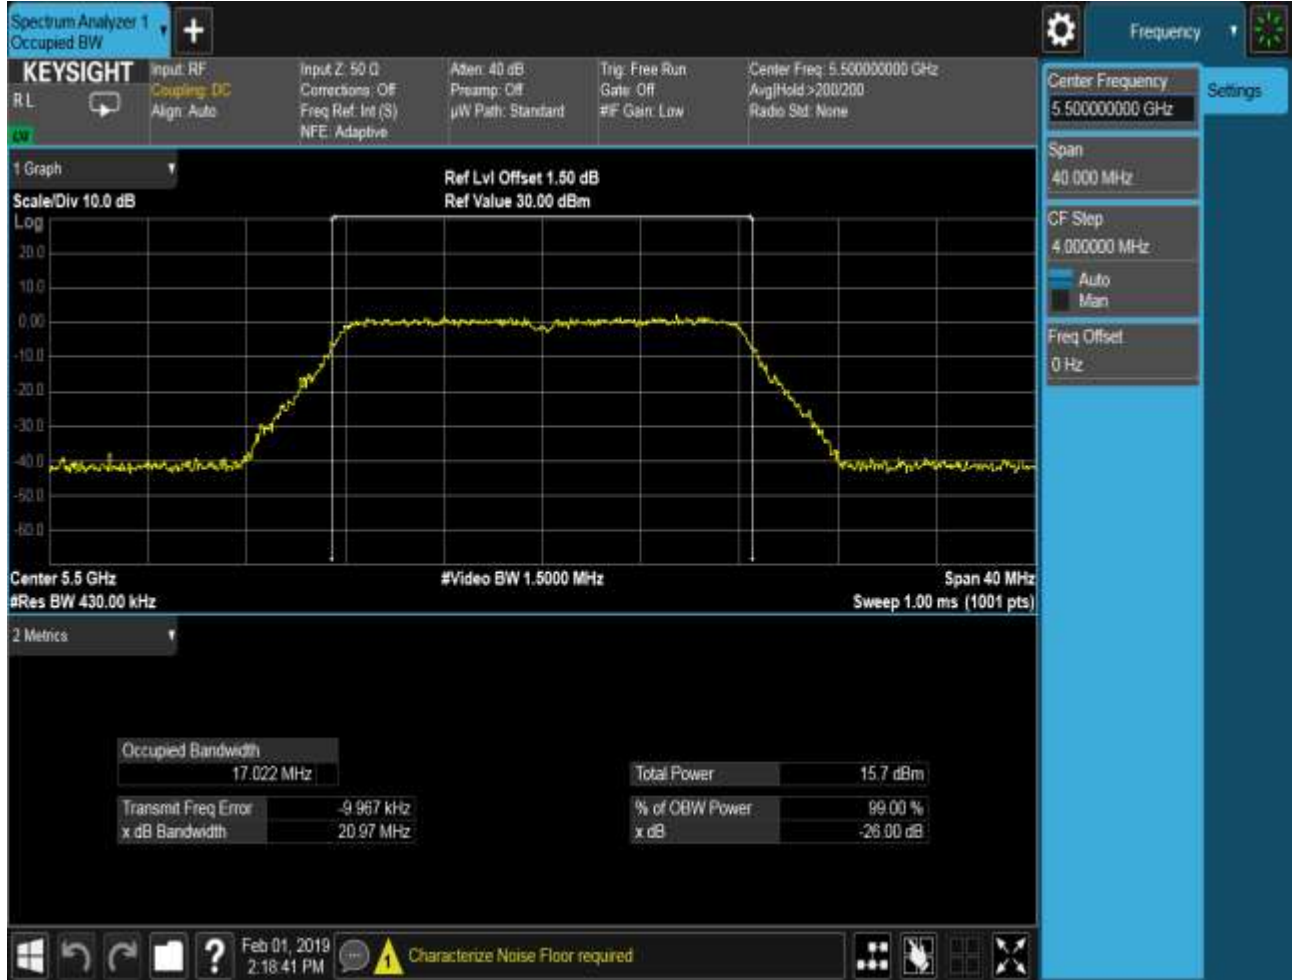 Spectrum Analyzer 1
Occupied BW
Frequency
KEYSIGHT
R L
Input: RF
Coupling: DC
Align: Auto
Input Z: 50 Ω
Corrections: Off
Freq Ref: Int (S)
NFE: Adaptive
Atten: 40 dB
Preamp: Off
µW Path: Standard
Trig: Free Run
Gate: Off
#IF Gain: Low
Center Freq: 5.500000000 GHz
Avg|Hold:>200/200
Radio Std: None
Center Frequency
5.500000000 GHz
Settings
Span
40.000 MHz
CF Step
4.000000 MHz
Auto
Man
Freq Offset
0 Hz
1 Graph
Scale/Div 10.0 dB
Ref Lvl Offset 1.50 dB
Ref Value 30.00 dBm
Log
20.0
10.0
0.00
-10.0
-20.0
-30.0
-40.0
-50.0
-60.0
Center 5.5 GHz
#Video BW 1.5000 MHz
Span 40 MHz
#Res BW 430.00 kHz
Sweep 1.00 ms (1001 pts)
2 Metrics
Occupied Bandwidth
17.022 MHz
Total Power 15.7 dBm
Transmit Freq Error -9.967 kHz
% of OBW Power 99.00 %
x dB Bandwidth 20.97 MHz
x dB -26.00 dB
?
Feb 01, 2019
2:18:41 PM
1
Characterize Noise Floor required